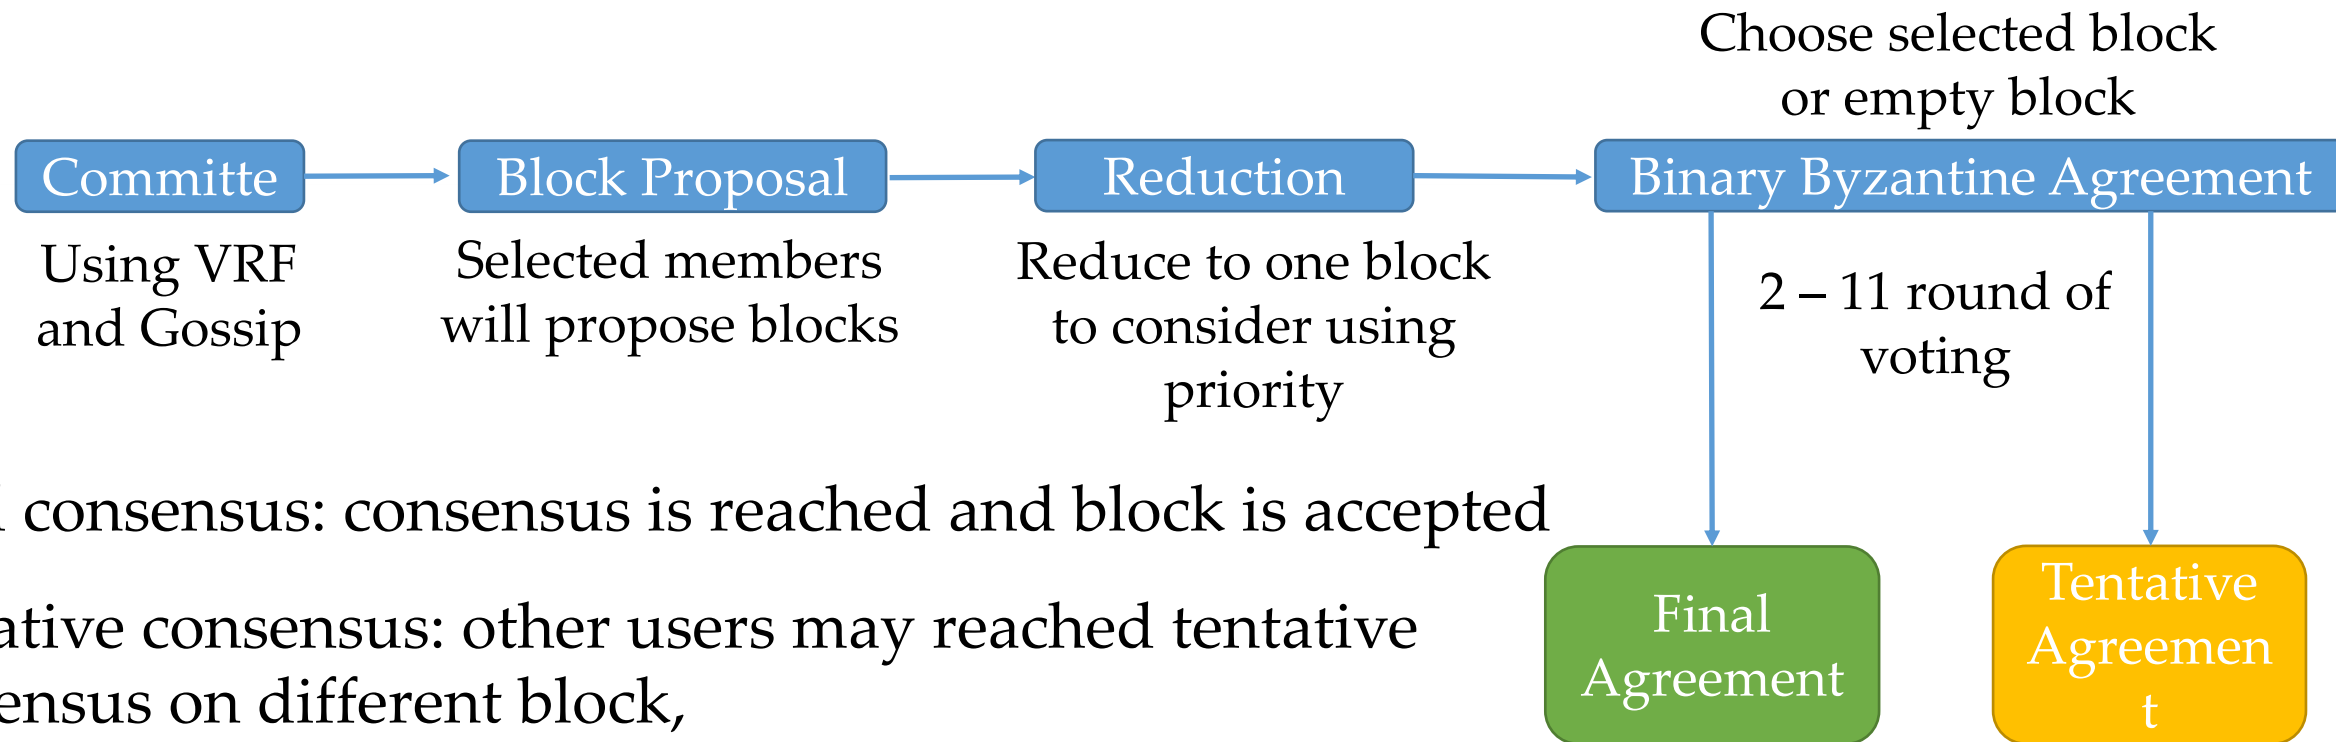 Choose selected block
or empty block
Committe
Block Proposal
Reduction
Binary Byzantine Agreement
Using VRF
and Gossip
Selected members
will propose blocks
Reduce to one block
to consider using
priority
2 – 11 round of
voting
consensus: consensus is reached and block is accepted
consensus: other users may reached tentative
on different block,
Final
Agreement
Tentative
Agreemen
t